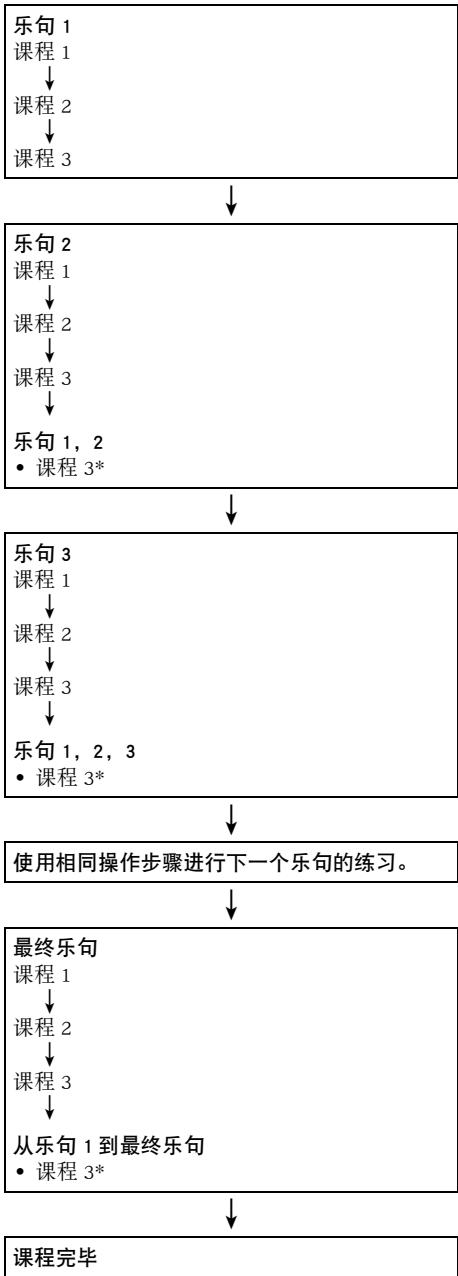 乐句 1
课程 1
课程 2
课程 3
乐句 2
课程 1
课程 2
课程 3
乐句 1，2
• 课程 3*
乐句 3
课程 1
课程 2
课程 3
乐句 1，2，3
• 课程 3*
使用相同操作步骤进行下一个乐句的练习。
最终乐句
课程 1
课程 2
课程 3
从乐句 1 到最终乐句
• 课程 3*
课程完毕